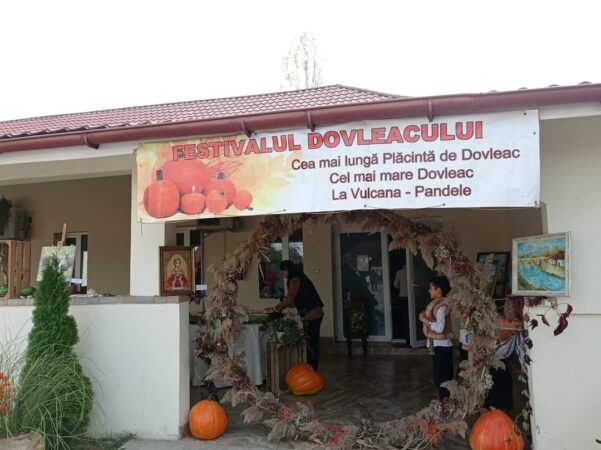 FESTIVALUL DOVLEACULUI
Cea mai lungă Plăcintă de Dovleac
Cel mai mare Dovleac
La Vulcana - Pandele